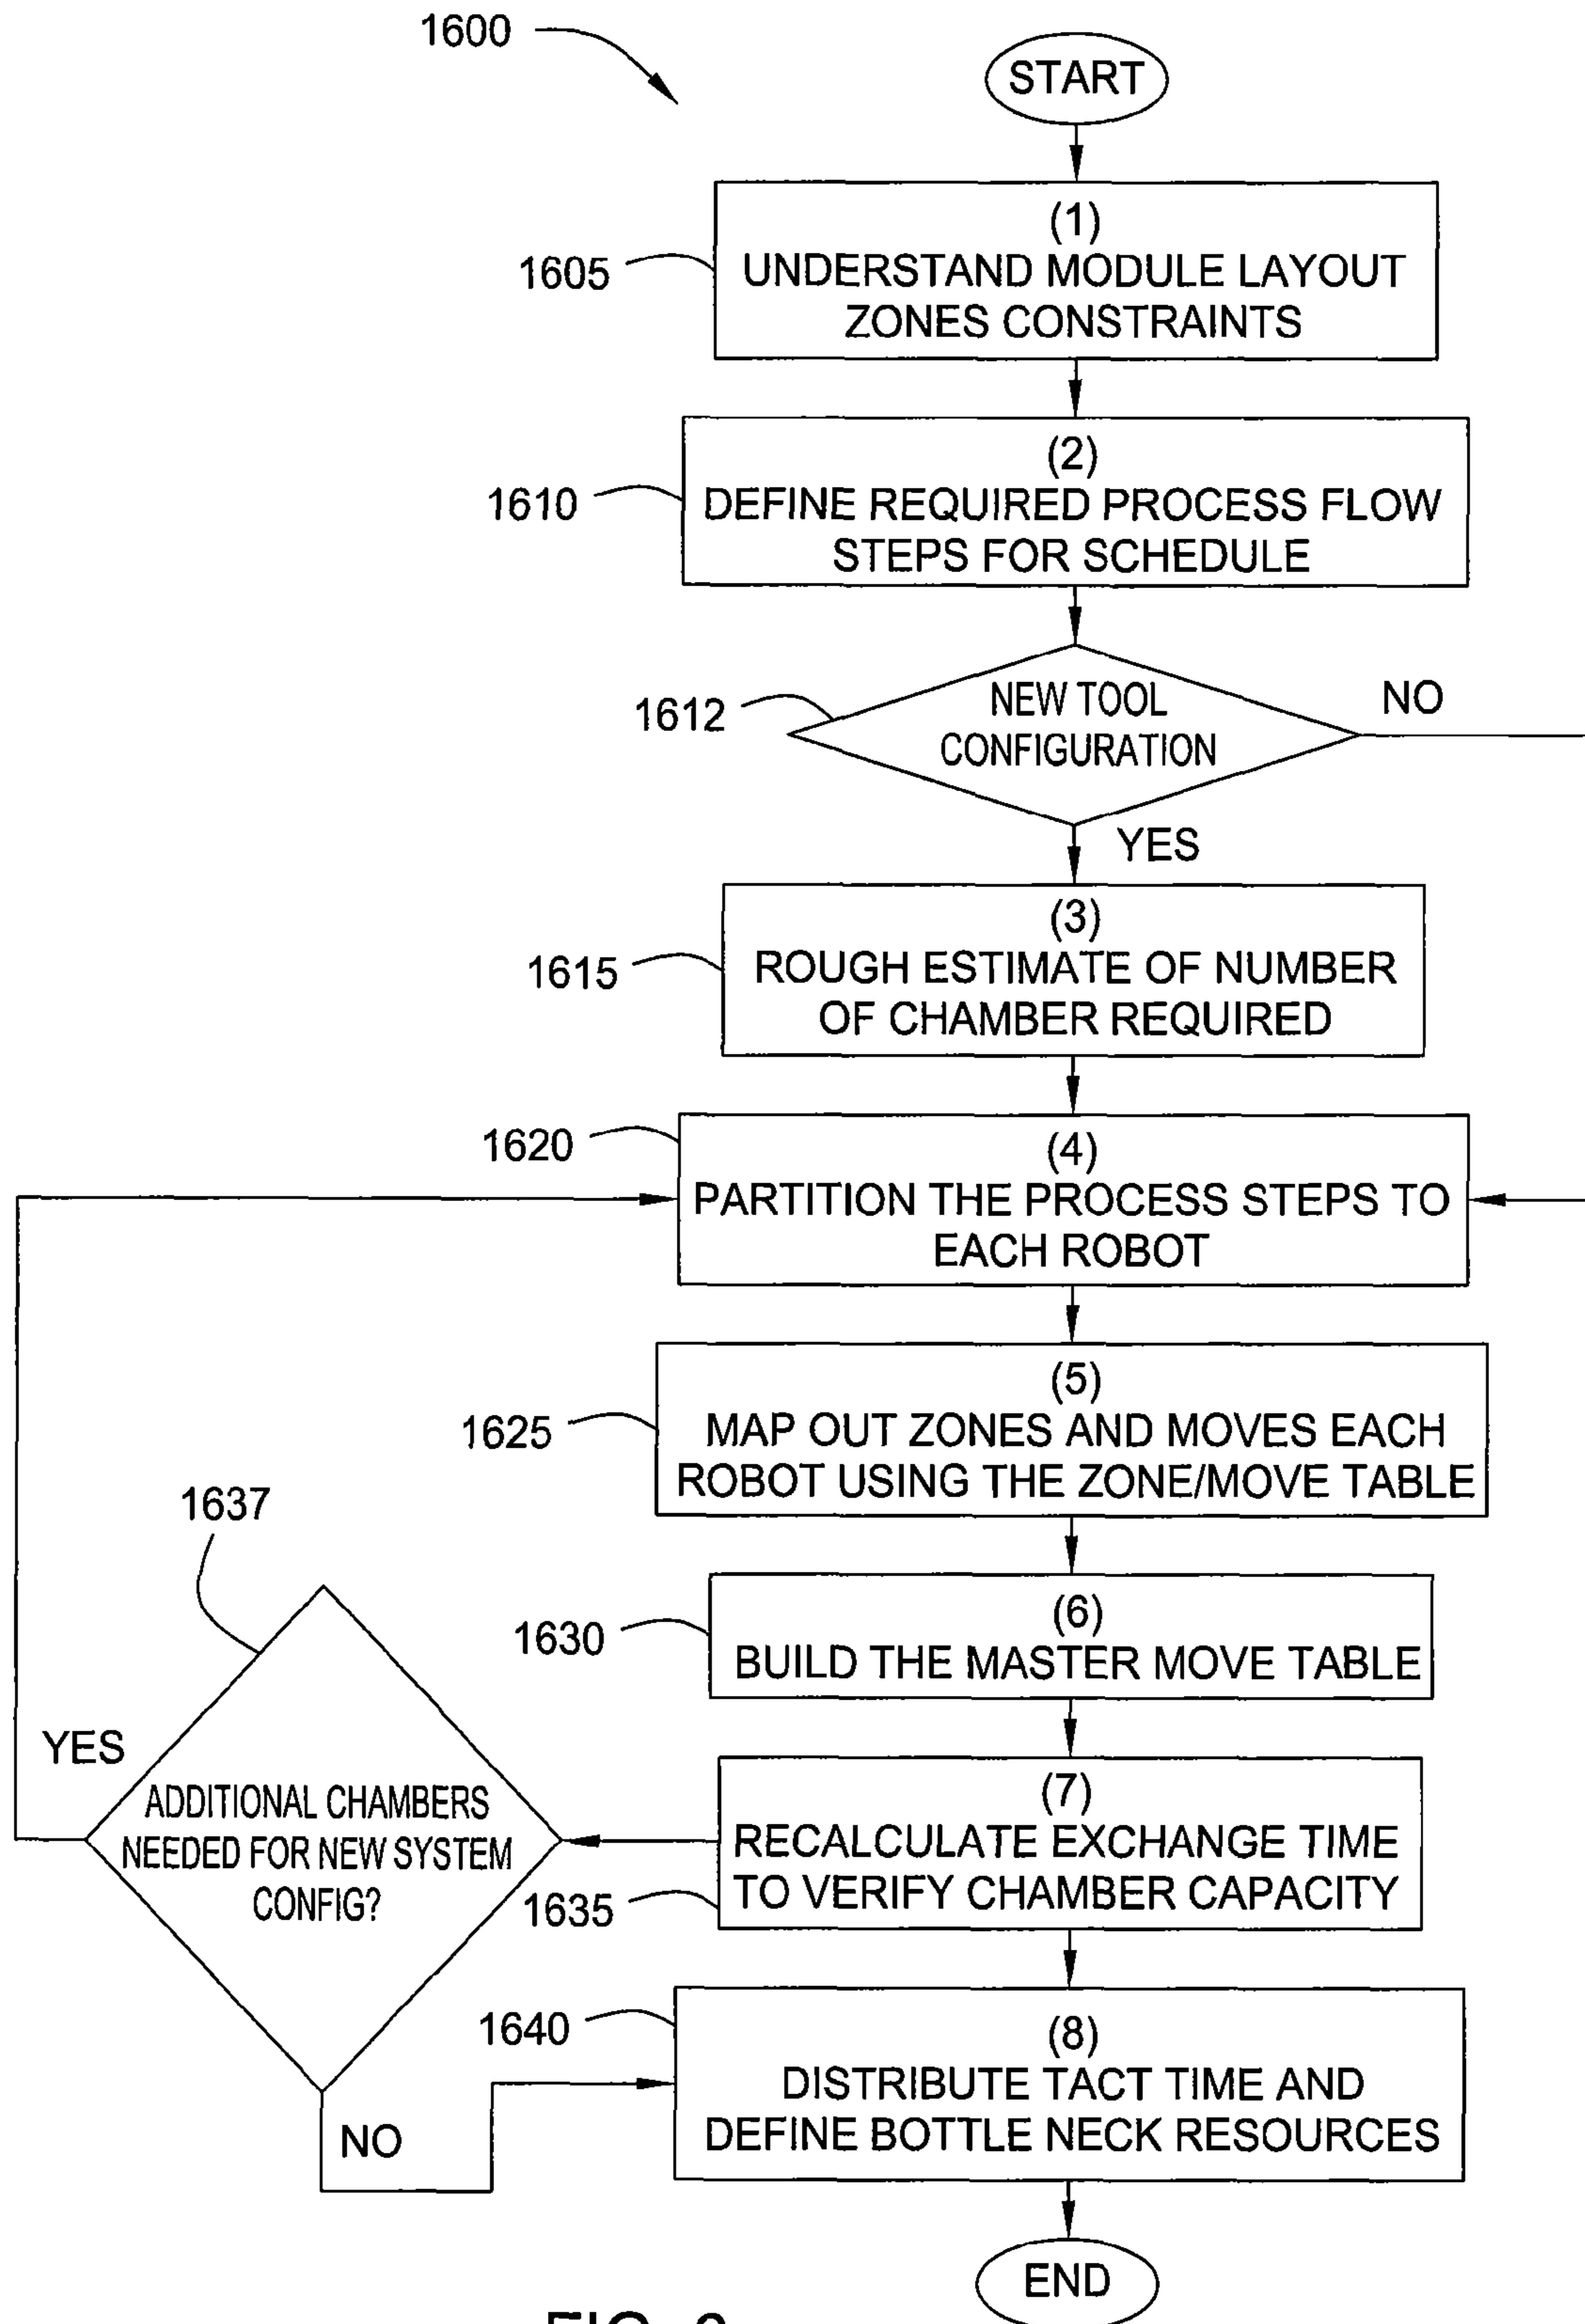 1600
START
(1)
1605
UNDERSTAND MODULE LAYOUT
ZONES CONSTRAINTS
(2)
1610
DEFINE REQUIRED PROCESS FLOW
STEPS FOR SCHEDULE
1612
NEW TOOL
CONFIGURATION
NO
YES
(3)
1615
ROUGH ESTIMATE OF NUMBER
OF CHAMBER REQUIRED
1620
(4)
PARTITION THE PROCESS STEPS TO
EACH ROBOT
(5)
1625
MAP OUT ZONES AND MOVES EACH
ROBOT USING THE ZONE/MOVE TABLE
1637
(6)
1630
BUILD THE MASTER MOVE TABLE
YES
ADDITIONAL CHAMBERS
NEEDED FOR NEW SYSTEM
CONFIG?
(7)
RECALCULATE EXCHANGE TIME
TO VERIFY CHAMBER CAPACITY
1635
1640
(8)
DISTRIBUTE TACT TIME AND
DEFINE BOTTLE NECK RESOURCES
NO
END
FIG.